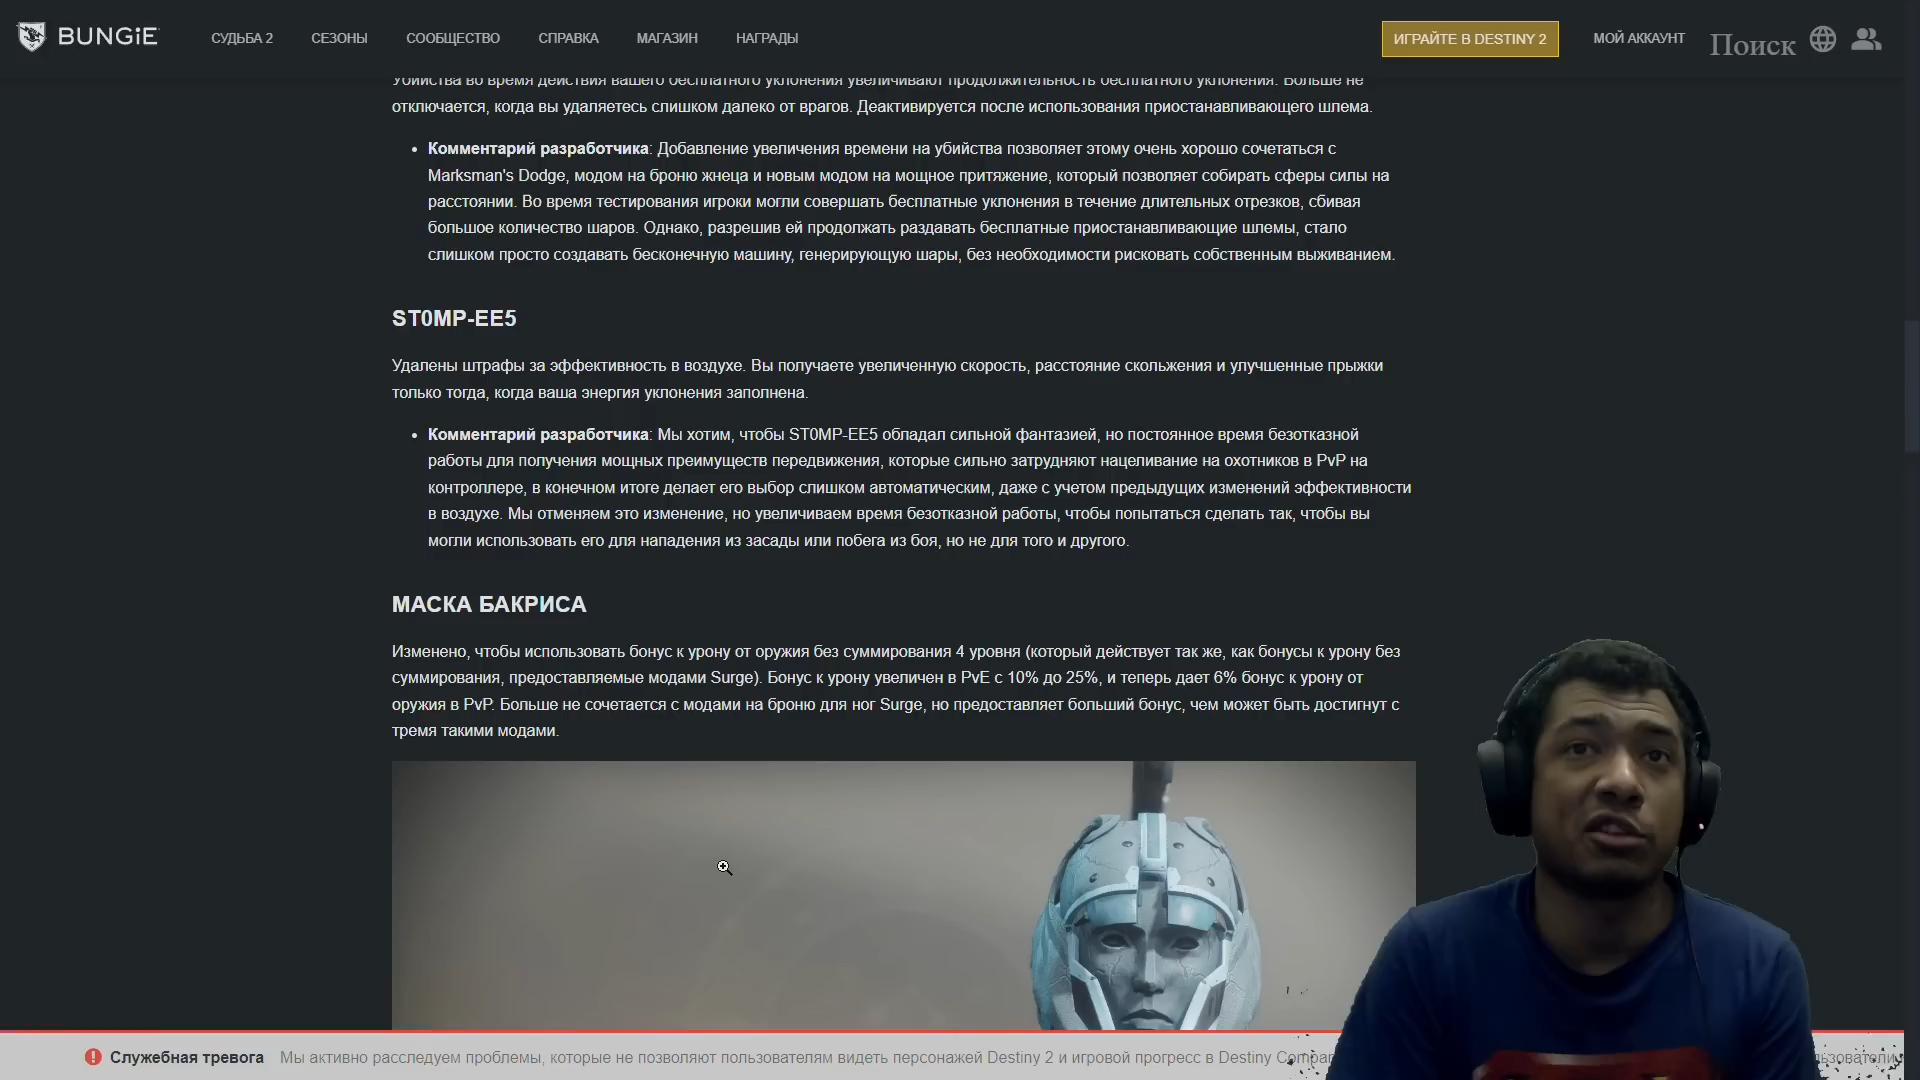 BUNGiE
СУДЬБА 2
СЕЗОНЫ
СООБЩЕСТВО
СПРАВКА
МАГАЗИН
НАГРАДЫ
ИГРАЙТЕ В DESTINY 2
МОЙ АККАУНТ
Поиск
Убийства во время действия вашего бесплатного уклонения увеличивают продолжительность бесплатного уклонения. Больше не
отключается, когда вы удаляетесь слишком далеко от врагов. Деактивируется после использования приостанавливающего шлема.
• Комментарий разработчика: Добавление увеличения времени на убийства позволяет этому очень хорошо сочетаться с
Marksman's Dodge, модом на броню жнеца и новым модом на мощное притяжение, который позволяет собирать сферы силы на
расстоянии. Во время тестирования игроки могли совершать бесплатные уклонения в течение длительных отрезков, сбивая
большое количество шаров. Однако, разрешив ей продолжать раздавать бесплатные приостанавливающие шлемы, стало
слишком просто создавать бесконечную машину, генерирующую шары, без необходимости рисковать собственным выживанием.
ST0MP-EE5
Удалены штрафы за эффективность в воздухе. Вы получаете увеличенную скорость, расстояние скольжения и улучшенные прыжки
только тогда, когда ваша энергия уклонения заполнена.
• Комментарий разработчика: Мы хотим, чтобы ST0MP-EE5 обладал сильной фантазией, но постоянное время безотказной
работы для получения мощных преимуществ передвижения, которые сильно затрудняют нацеливание на охотников в PvP на
контроллере, в конечном итоге делает его выбор слишком автоматическим, даже с учетом предыдущих изменений эффективности
в воздухе. Мы отменяем это изменение, но увеличиваем время безотказной работы, чтобы попытаться сделать так, чтобы вы
могли использовать его для нападения из засады или побега из боя, но не для того и другого.
МАСКА БАКРИСА
Изменено, чтобы использовать бонус к урону от оружия без суммирования 4 уровня (который действует так же, как бонусы к урону без
суммирования, предоставляемые модами Surge). Бонус к урону увеличен в PvE с 10% до 25%, и теперь дает 6% бонус к урону от
оружия в PvP. Больше не сочетается с модами на броню для ног Surge, но предоставляет больший бонус, чем может быть достигнут с
тремя такими модами.
Служебная тревога Мы активно расследуем проблемы, которые не позволяют пользователям видеть персонажей Destiny 2 и игровой прогресс в Destiny